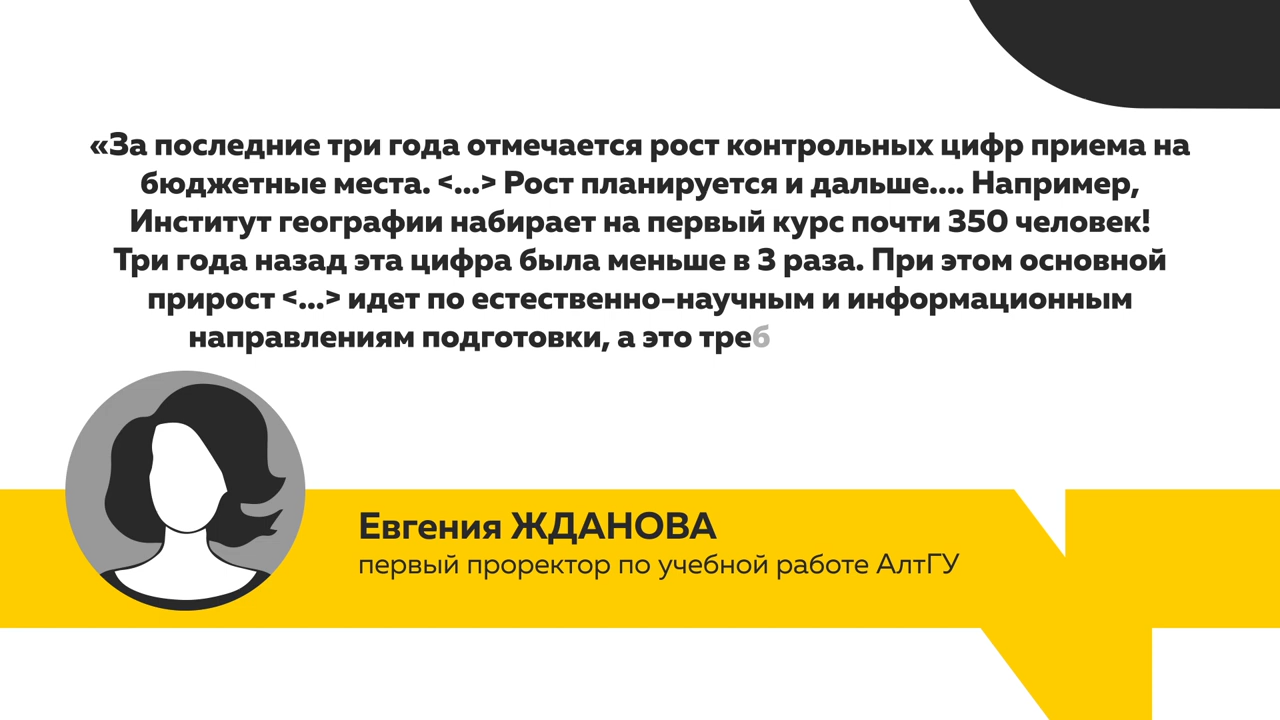 «За последние три года отмечается рост контрольных цифр приема на
бюджетные места. <...> Рост планируется и дальше.... Например,
Институт географии набирает на первый курс почти 350 человек!
Три года назад эта цифра была меньше в 3 раза. При этом основной
прирост <...> идет по естественно-научным и информационным
направлениям подготовки, а это треб
Евгения ЖДАНОВА
первый проректор по учебной работе АлтГУ